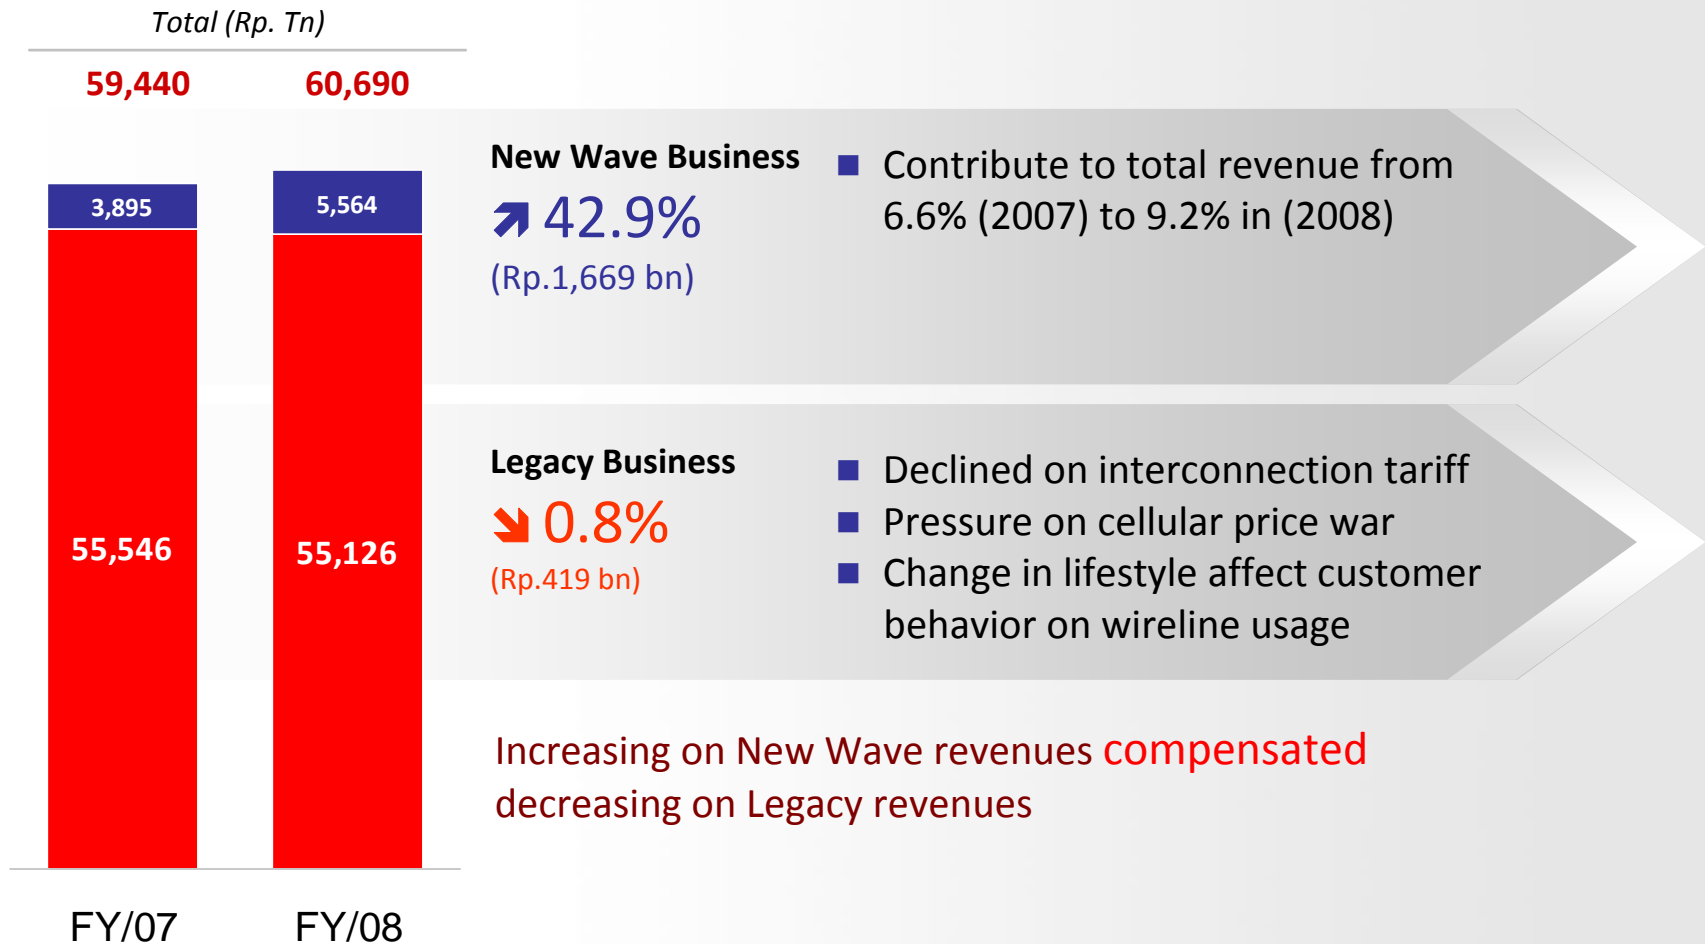 Total (Rp. Tn)
59,440 60,690
3,895 5,564
55,546 55,126
FY/07 FY/08
New Wave Business
42.9%
(Rp.1,669 bn)
■ Contribute to total revenue from
6.6% (2007) to 9.2% in (2008)
Legacy Business
0.8%
(Rp.419 bn)
■ Declined on interconnection tariff
■ Pressure on cellular price war
■ Change in lifestyle affect customer
behavior on wireline usage
Increasing on New Wave revenues compensated
decreasing on Legacy revenues